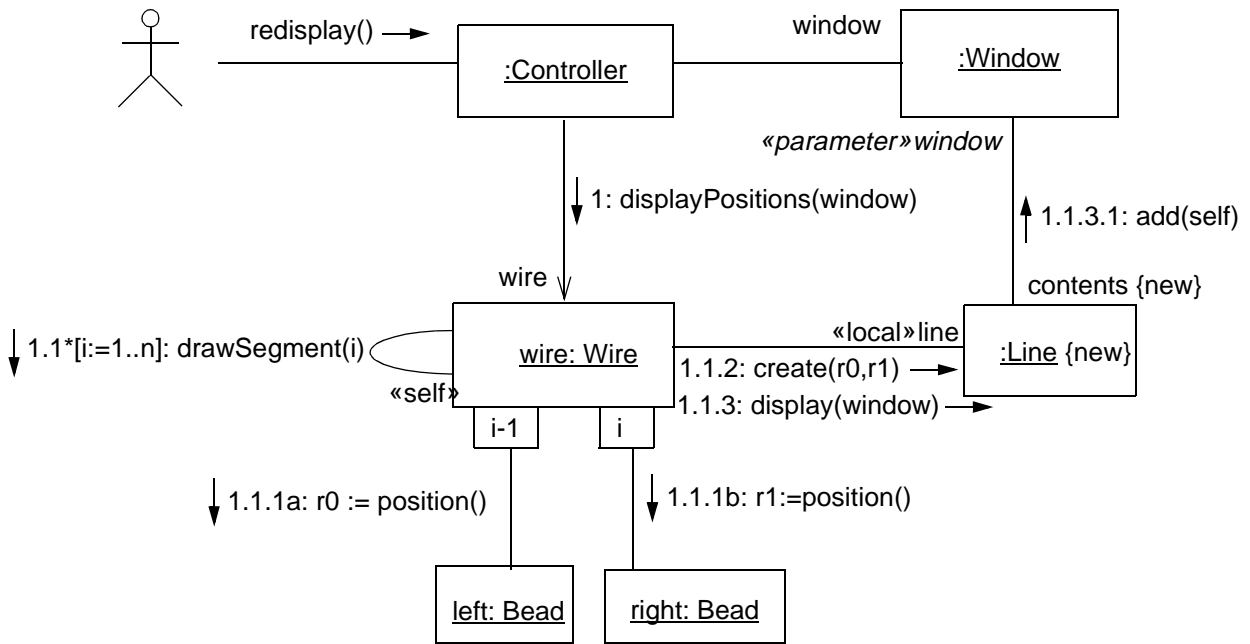 redisplay()
window
:Controller
:Window
«parameter»window
1: displayPositions(window)
1.1.3.1: add(self)
wire
contents {new}
1.1*[i:=1..n]: drawSegment(i)
wire: Wire
«local»line
:Line {new}
1.1.2: create(r0,r1)
«self»
1.1.3: display(window)
i-1
i
1.1.1a: r0 := position()
1.1.1b: r1:=position()
left: Bead
right: Bead